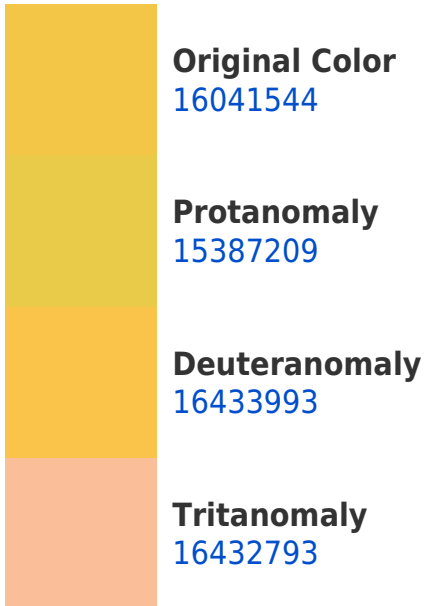 Original Color
16041544
Protanomaly
15387209
Deuteranomaly
16433993
Tritanomaly
16432793